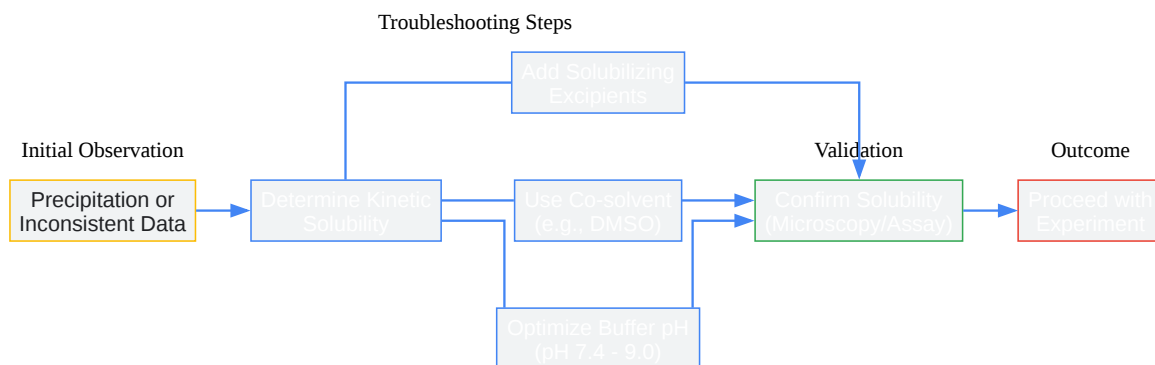 Troubleshooting Steps
Add Solubilizing
Excipients
Initial Observation
Validation
Outcome
Precipitation or
Inconsistent Data
Determine Kinetic
Solubility
Use Co-solvent
(e.g., DMSO)
Confirm Solubility
(Microscopy/Assay)
Proceed with
Experiment
Optimize Buffer pH
(pH 7.4 - 9.0)